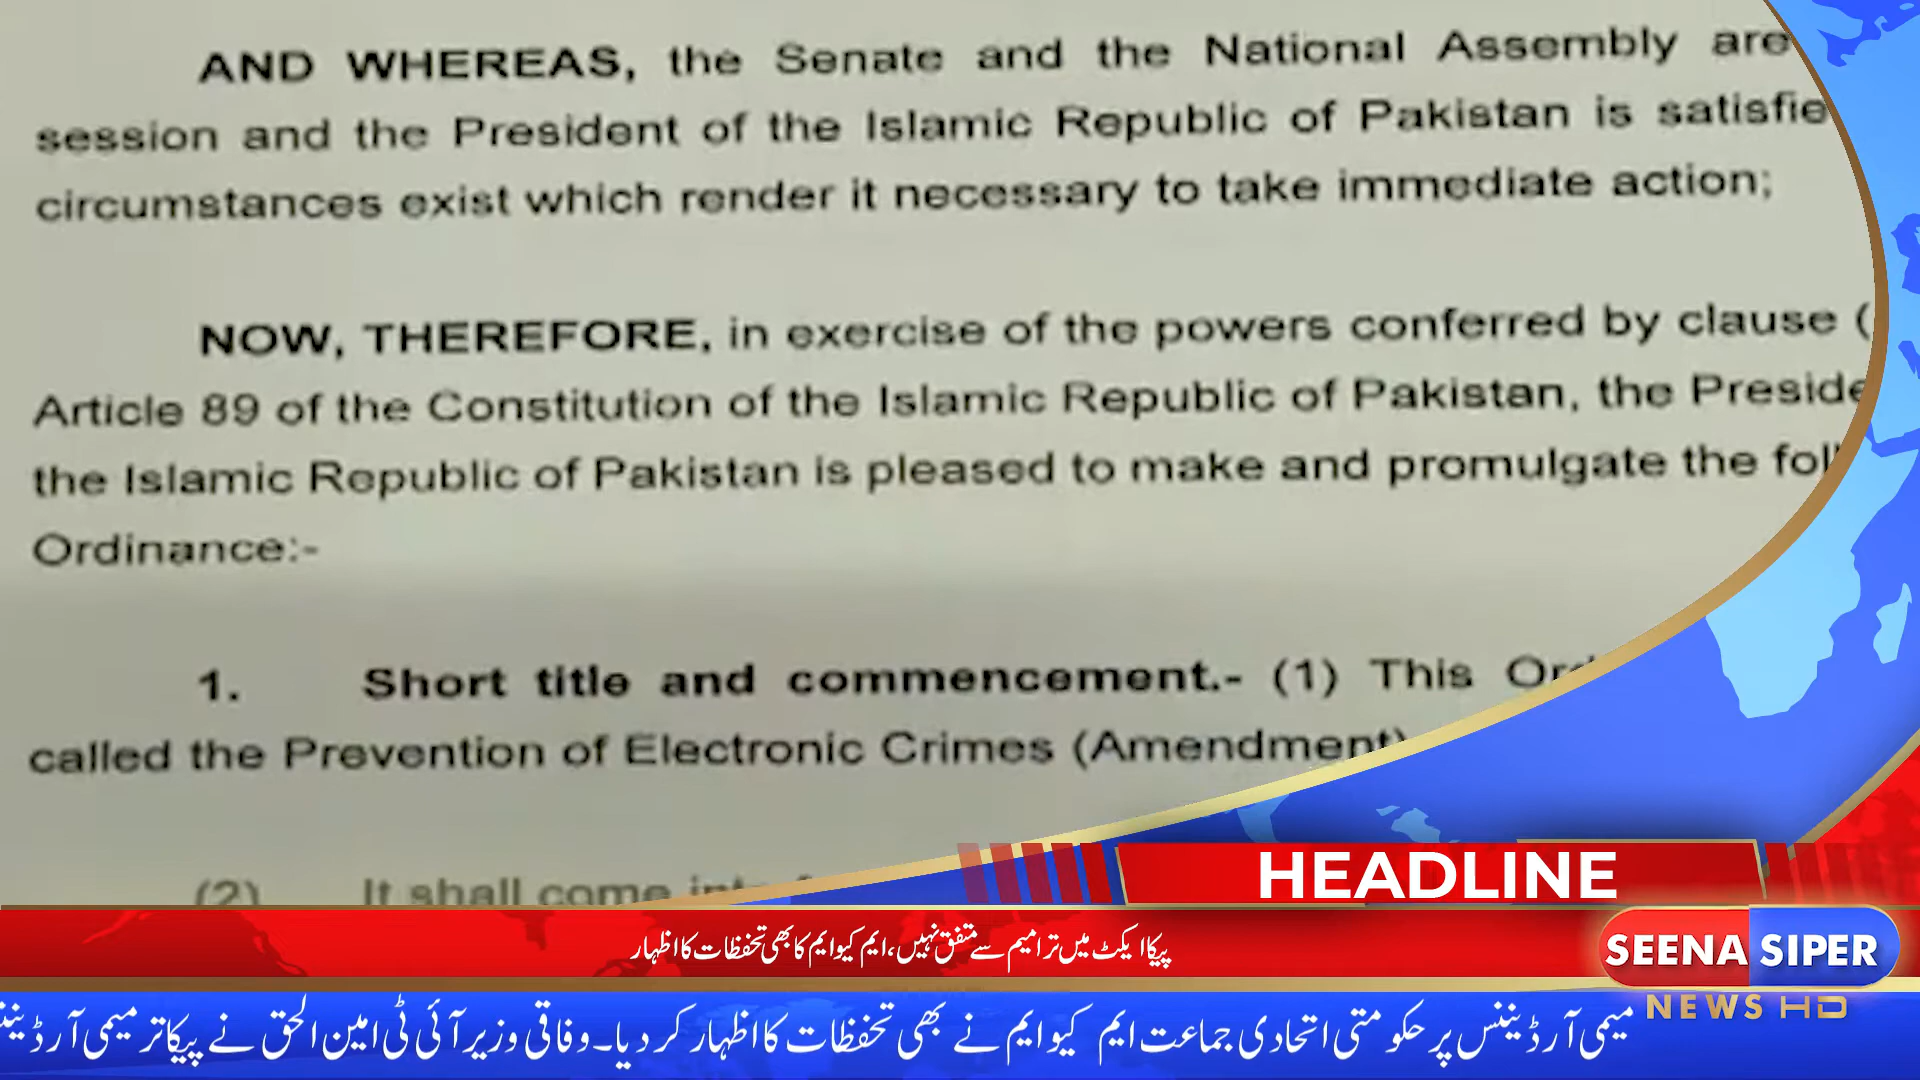 AND WHEREAS, the Senate and the National Assembly are
session and the President of the Islamic Republic of Pakistan is
circumstances exist which render it necessary to take immediate action;
NOW, THEREFORE, in exercise of the powers conferred by clause (
Article 89 of the Constitution of the Islamic Republic of Pakistan, the
the Islamic Republic of Pakistan is pleased to make and promulgate the
Ordinance:-
1. Short title and commencement.- (1) This
called the Prevention of Electronic Crimes (Amendment)
(2) It shall come
HEADLINE
پیکا ایکٹ میں ترامیم سے متفق نہیں، ایم کیو ایم کا بھی تحفظات کا اظہار
SEENA SIPER
NEWS HD
میمی آرڈیننس پر حکومتی اتحادی جماعت ایم کیو ایم نے بھی تحفظات کا اظہار کر دیا۔ وفاقی وزیر آئی ٹی امین الحق نے پیکا ترمیمی